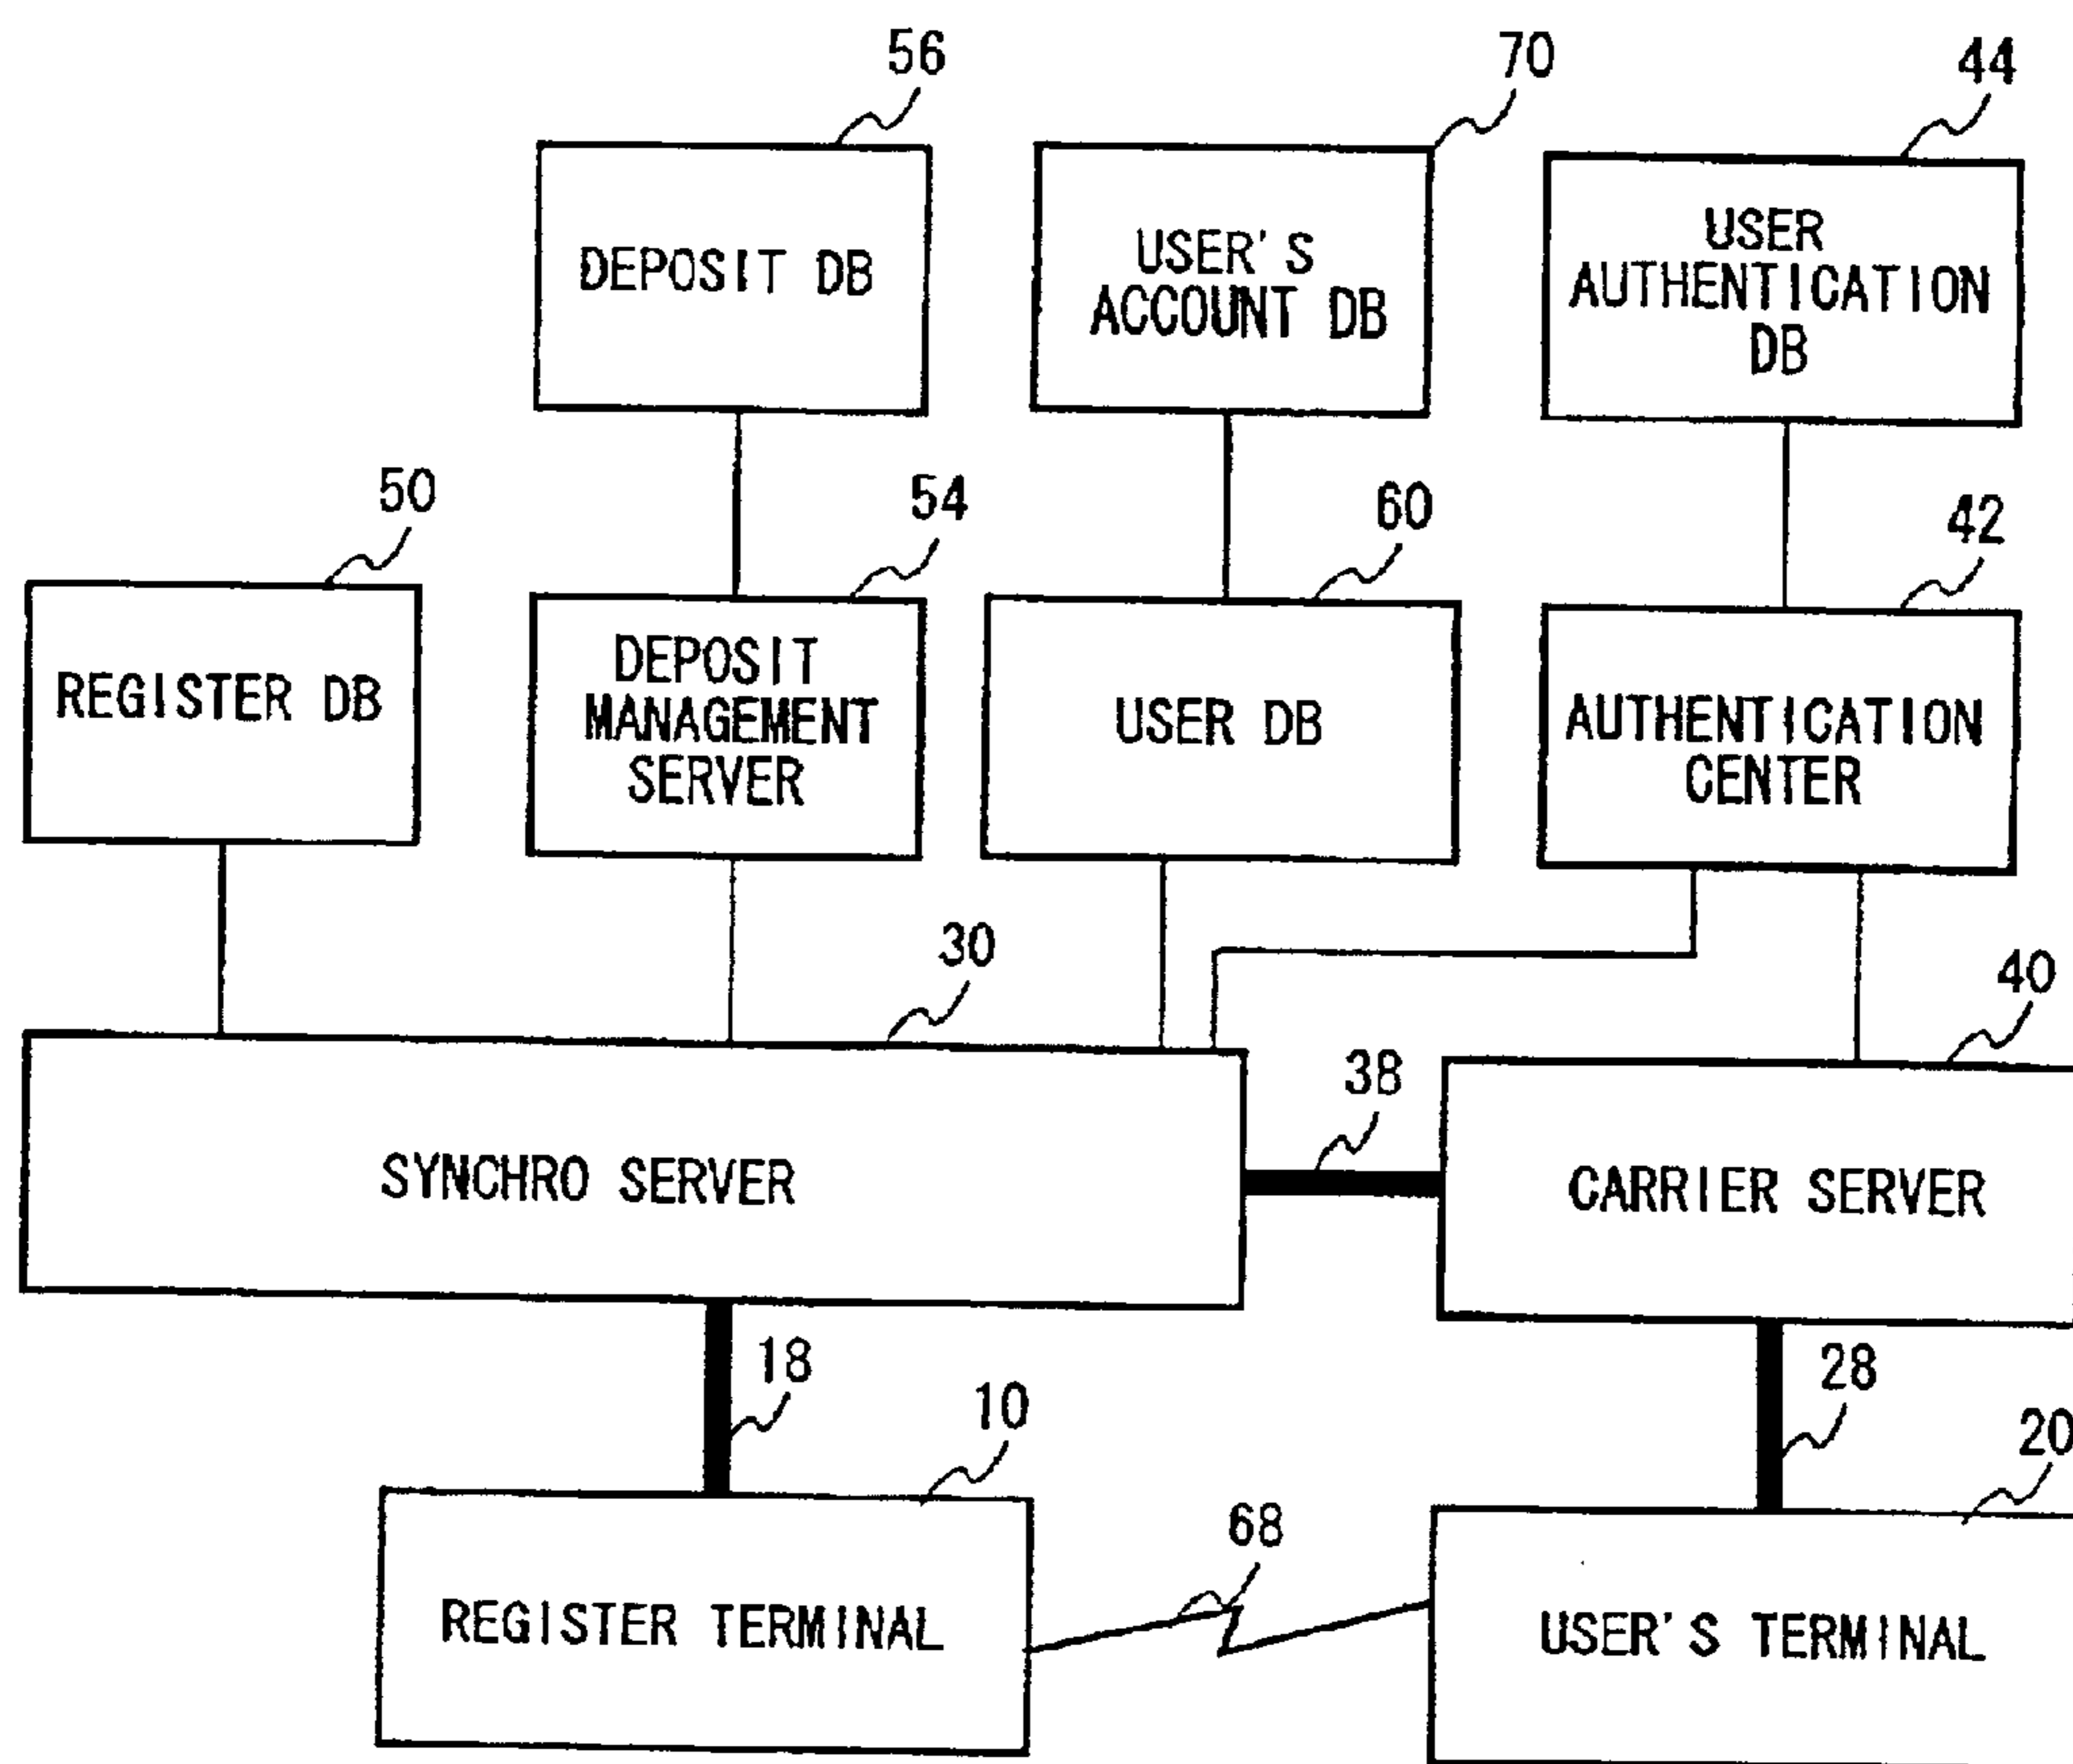 56
70
44
DEPOSIT DB
USER'S
ACCOUNT DB
USER
AUTHENTICATION
DB
50
54
60
42
REGISTER DB
DEPOSIT
MANAGEMENT
SERVER
USER DB
AUTHENTICATION
CENTER
30
40
38
SYNCHRO SERVER
CARRIER SERVER
18
28
10
20
68
REGISTER TERMINAL
USER'S TERMINAL